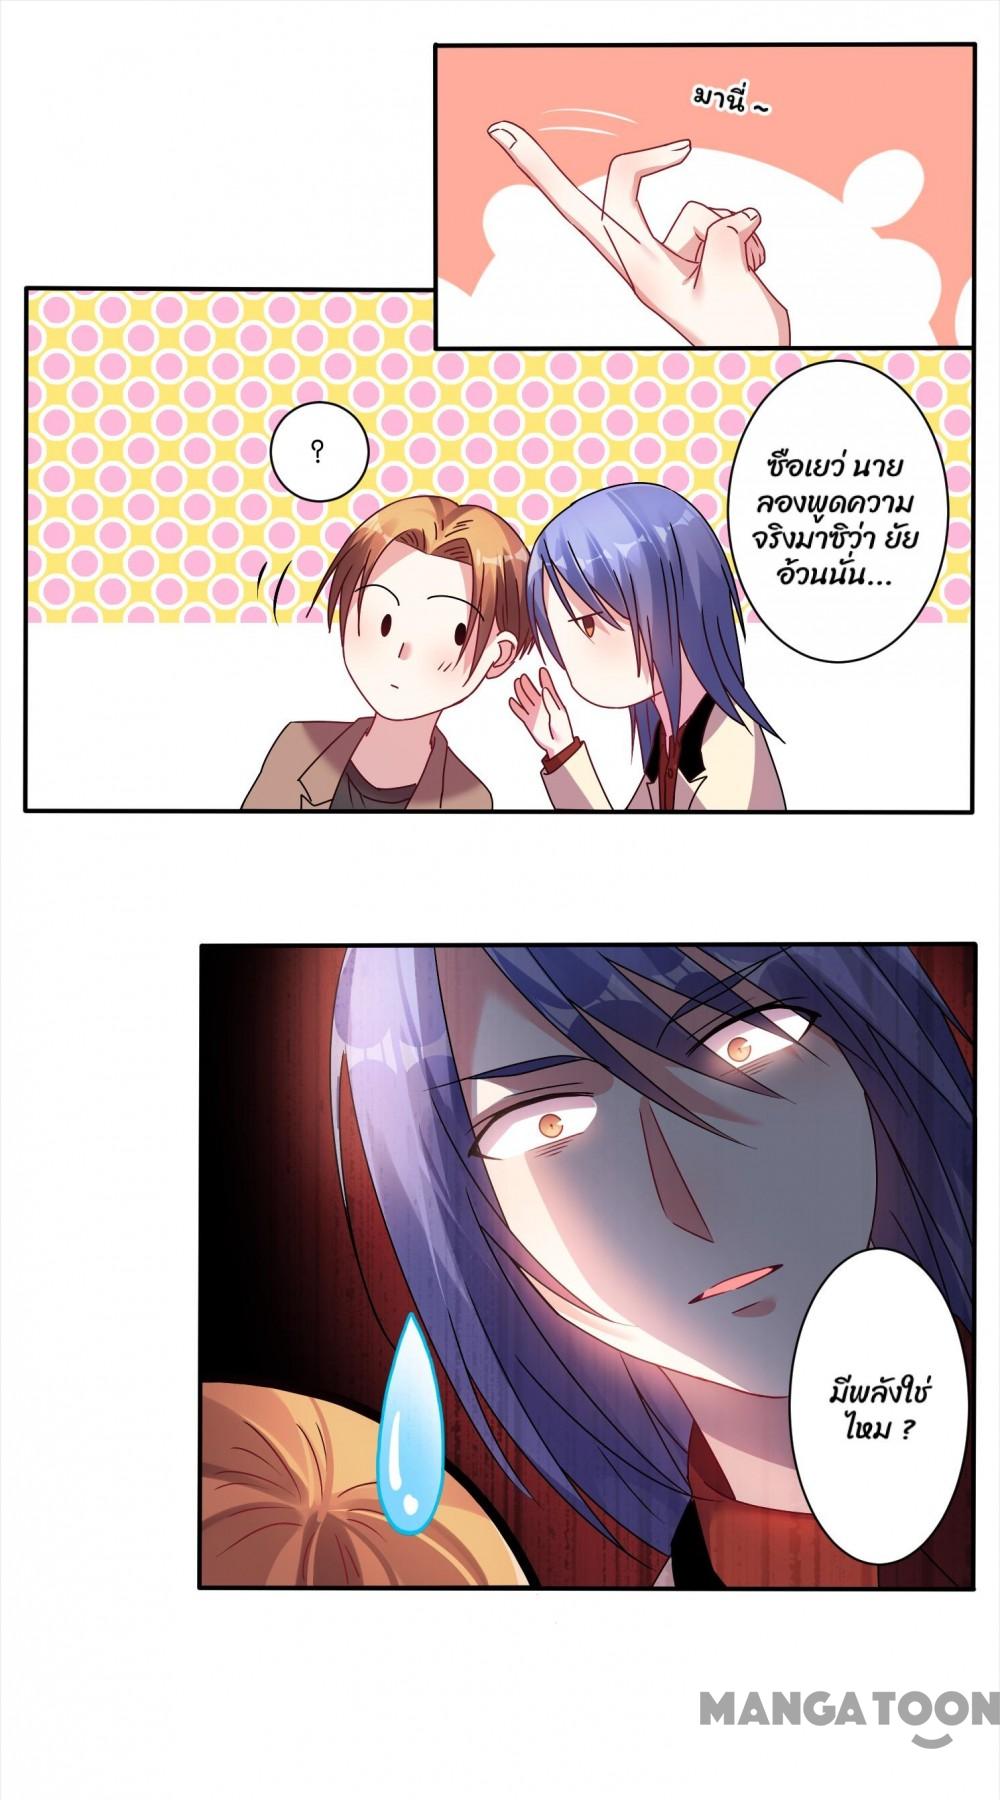 มานี่ ~
?
ซือเยว่ นาย
ลองพูดความ
จริงมาซิว่า ยัย
อ้วนนั่น...
มีพลังใช่
ไหม ?
MANGATOON